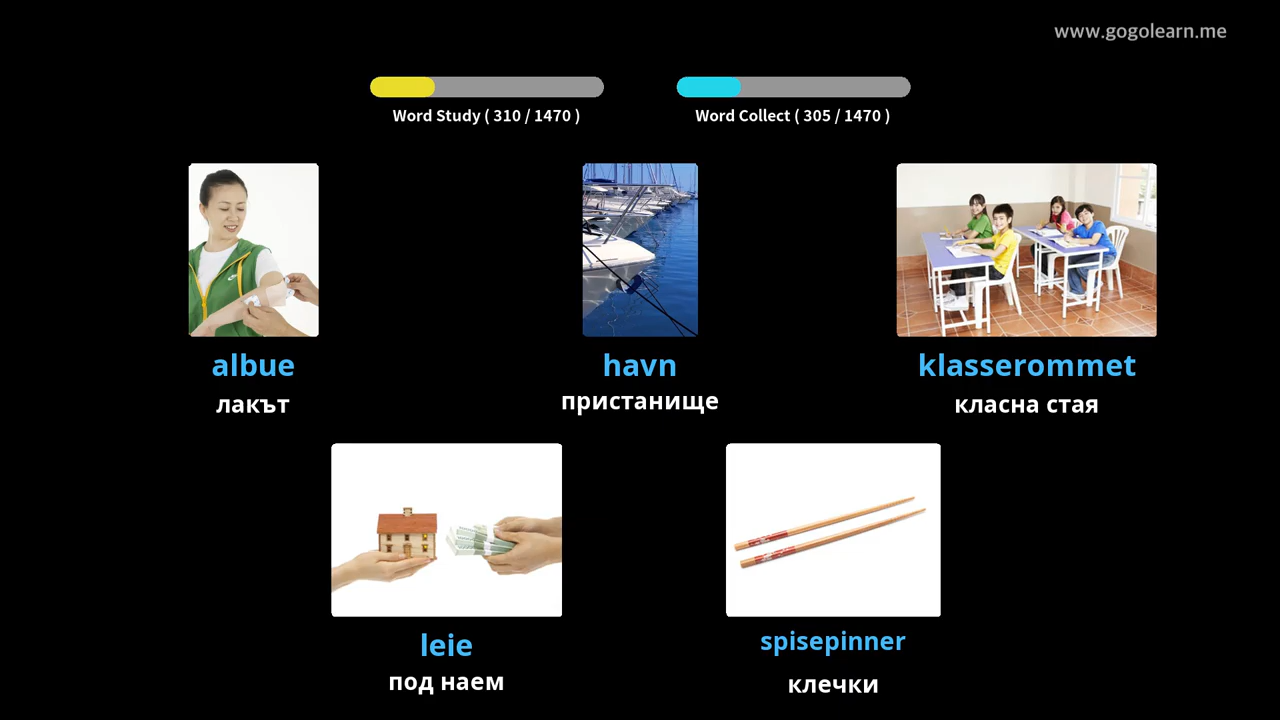 www.gogolearn.me
Word Study ( 310 / 1470 )
Word Collect ( 305 / 1470 )
albue
лакът
havn
пристанище
klasserommet
класна стая
leie
под наем
spisepinner
клечки